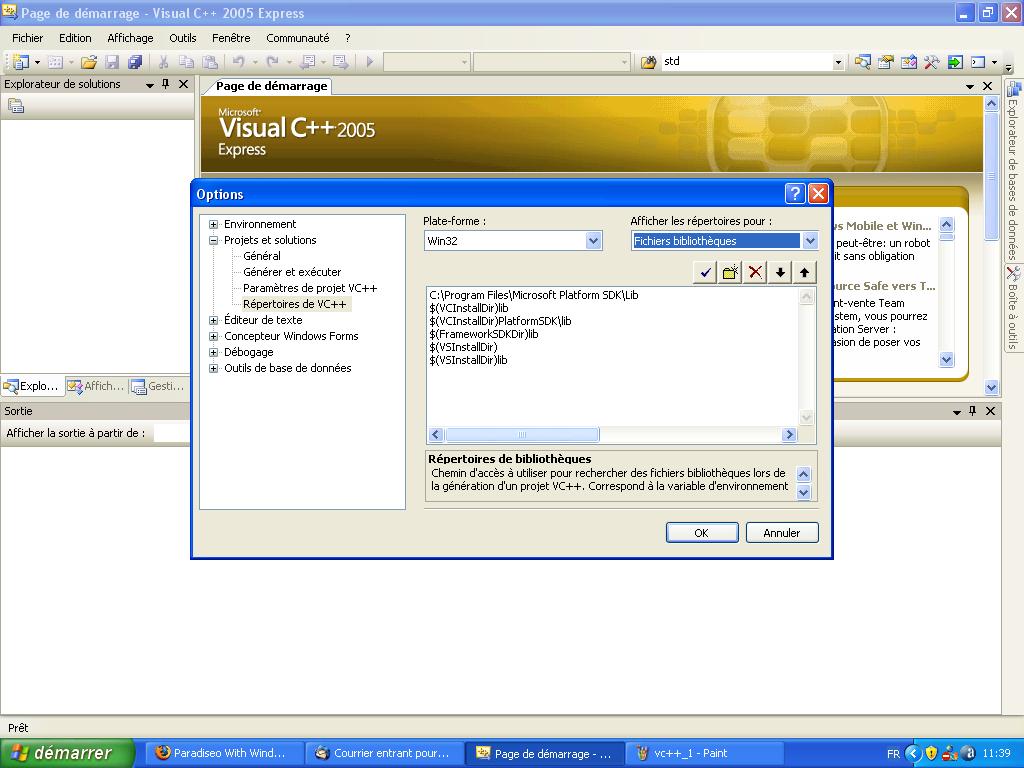 Page de démarrage - Visual C++ 2005 Express
Fichier Edition Affichage Outils Fenêtre Communauté ?
std
Explorateur de solutions
Page de démarrage
Microsoft
Visual C++ 2005
Express
Explorateur de bases de données
Boîte à outils
Options
Environnement
Projets et solutions
Général
Générer et exécuter
Paramètres de projet VC++
Répertoires de VC++
Éditeur de texte
Concepteur Windows Forms
Débogage
Outils de base de données
Plate-forme :
Afficher les répertoires pour :
Win32
Fichiers bibliothèques
C:\Program Files\Microsoft Platform SDK\Lib
$(VCInstallDir)lib
$(VCInstallDir)PlatformSDK\lib
$(FrameworkSDKDir)lib
$(VSInstallDir)
$(VSInstallDir)lib
Répertoires de bibliothèques
Chemin d'accès à utiliser pour rechercher des fichiers bibliothèques lors de
la génération d'un projet VC++. Correspond à la variable d'environnement
OK Annuler
Mobile et Win...
peut-être: un robot
it sans obligation
urce Safe vers T...
nt-vente Team
stem, vous pourrez
ation Server :
asion de poser vos
Explo... Affich... Gesti...
Sortie
Afficher la sortie à partir de :
Prêt
démarrer
Paradiseo With Wind...
Courrier entrant pour...
Page de démarrage - ...
vc++_1 - Paint
FR
11:39